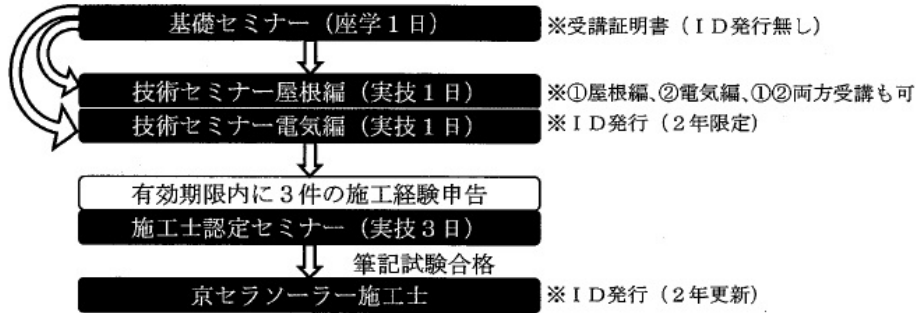 基礎セミナー（座学１日） ※受講証明書（ＩＤ発行無し）
技術セミナー屋根編（実技１日） ※①屋根編、②電気編、①②両方受講も可
技術セミナー電気編（実技１日） ※ＩＤ発行（２年限定）
有効期限内に３件の施工経験申告
施工士認定セミナー（実技３日）
筆記試験合格
京セラソーラー施工士 ※ＩＤ発行（２年更新）